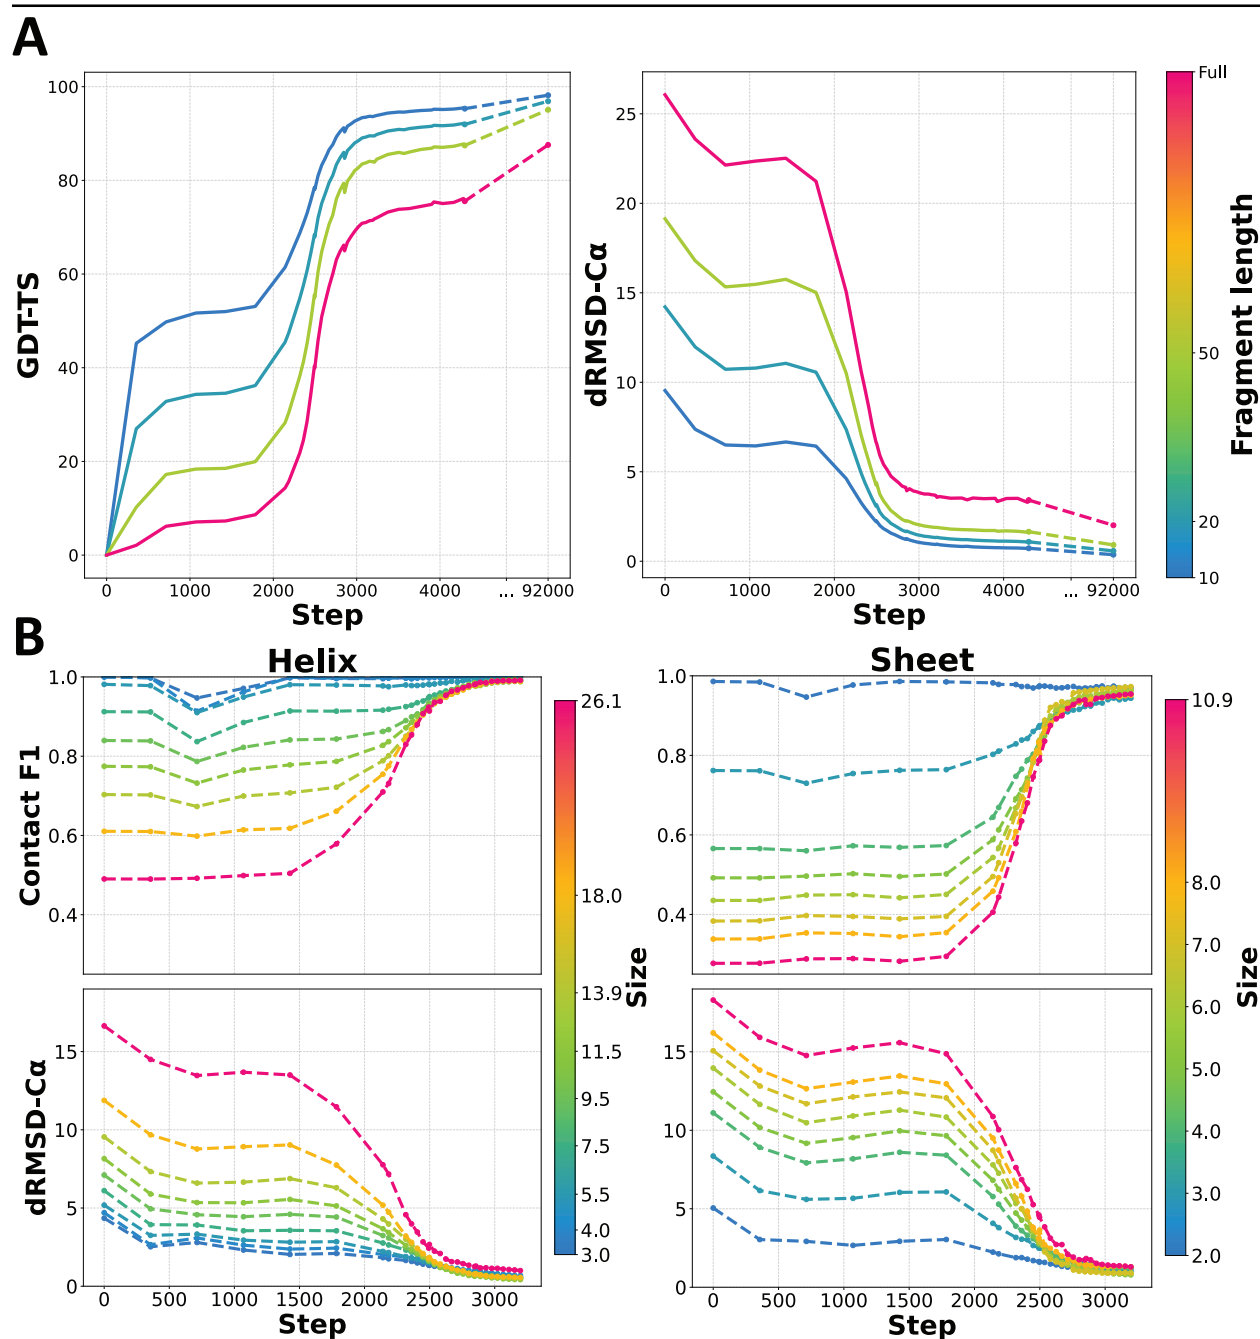 A
GDT-TS
100
80
60
40
20
0
0 1000 2000 3000 4000 ... 92000
Step
dRMSD-Cα
25
20
15
10
5
0
0 1000 2000 3000 4000 ... 92000
Step
Full
50
20
10
Fragment length
B
Helix
Contact F1
1.0
0.8
0.6
0.4
dRMSD-Cα
15
10
5
0
0 500 1000 1500 2000 2500 3000
Step
26.1
18.0
13.9
11.5
9.5
7.5
5.5
4.0
3.0
Size
Sheet
1.0
0.8
0.6
0.4
15
10
5
0
0 500 1000 1500 2000 2500 3000
Step
10.9
8.0
7.0
6.0
5.0
4.0
3.0
2.0
Size